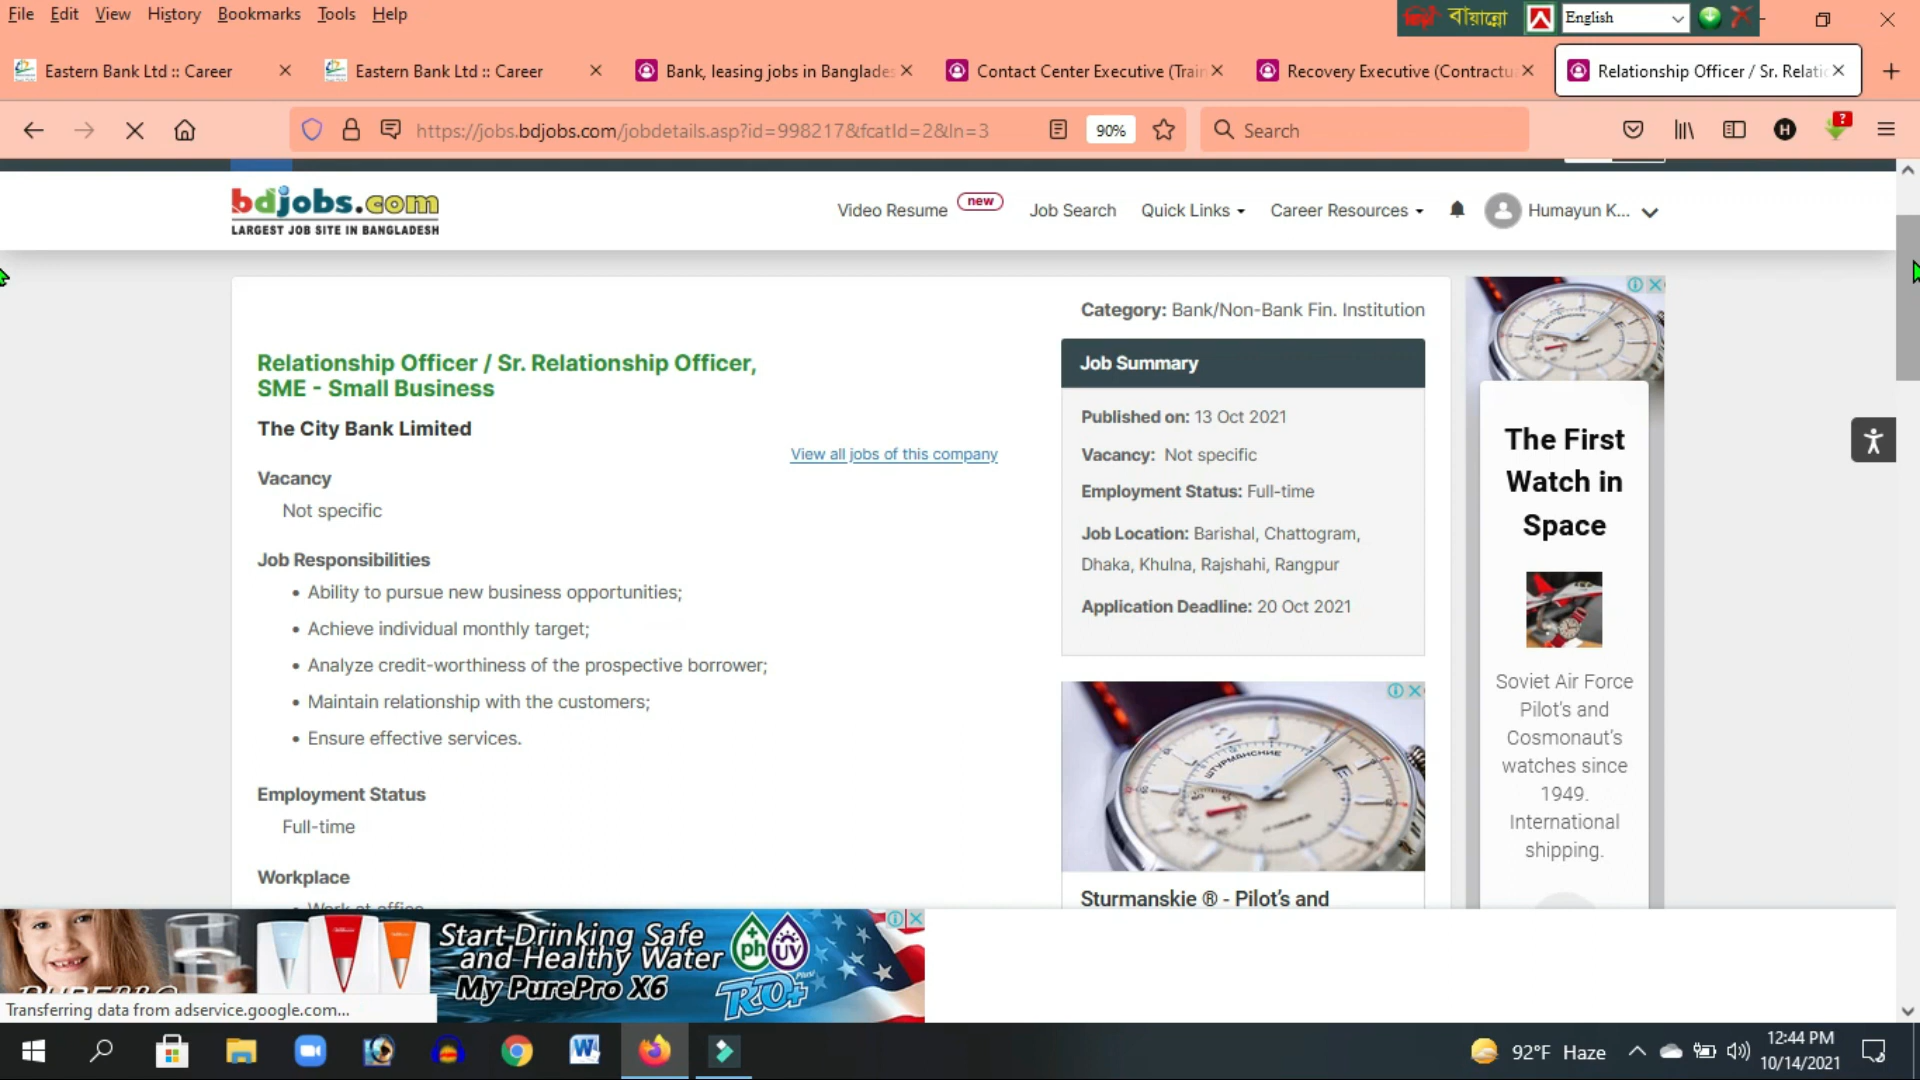 File Edit View History Bookmarks Tools Help
বায়ান্নো
English
Eastern Bank Ltd :: Career
Eastern Bank Ltd :: Career
Bank, leasing jobs in Banglades
Contact Center Executive (Train
Recovery Executive (Contractu
Relationship Officer / Sr. Relatio
https://jobs.bdjobs.com/jobdetails.asp?id=998217&fcatId=2&ln=3
90%
Search
H
?
bdjobs.com
LARGEST JOB SITE IN BANGLADESH
Video Resume new
Job Search
Quick Links
Career Resources
Humayun K...
Category: Bank/Non-Bank Fin. Institution
Relationship Officer / Sr. Relationship Officer,
SME - Small Business
The City Bank Limited
View all jobs of this company
Vacancy
Not specific
Job Responsibilities
• Ability to pursue new business opportunities;
• Achieve individual monthly target;
• Analyze credit-worthiness of the prospective borrower;
• Maintain relationship with the customers;
• Ensure effective services.
Employment Status
Full-time
Workplace
• Work at office
Job Summary
Published on: 13 Oct 2021
Vacancy: Not specific
Employment Status: Full-time
Job Location: Barishal, Chattogram,
Dhaka, Khulna, Rajshahi, Rangpur
Application Deadline: 20 Oct 2021
ШТУРМАНСКИЕ
Sturmanskie ® - Pilot's and
The First
Watch in
Space
Soviet Air Force
Pilot's and
Cosmonaut's
watches since
1949.
International
shipping.
Start-Drinking Safe
and-Healthy Water
My PurePro X6
ph UV
RO+ Plus
Transferring data from adservice.google.com...
92°F Haze
12:44 PM
10/14/2021